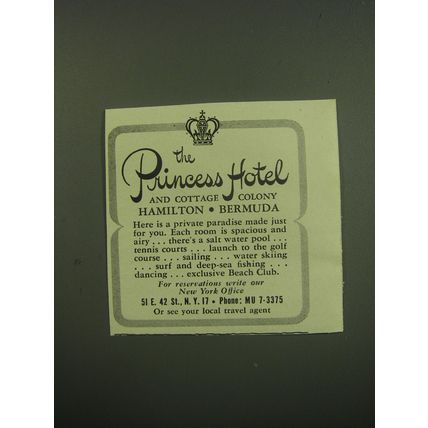 the
Princess Hotel
AND COTTAGE COLONY
HAMILTON • BERMUDA
Here is a private paradise made just
for you. Each room is spacious and
airy . . . there's a salt water pool . . .
tennis courts . . . launch to the golf
course . . . sailing . . . water skiing
. . . surf and deep-sea fishing . . .
dancing . . . exclusive Beach Club.
For reservations write our
New York Office
51 E. 42 St., N. Y. 17 • Phone: MU 7-3375
Or see your local travel agent